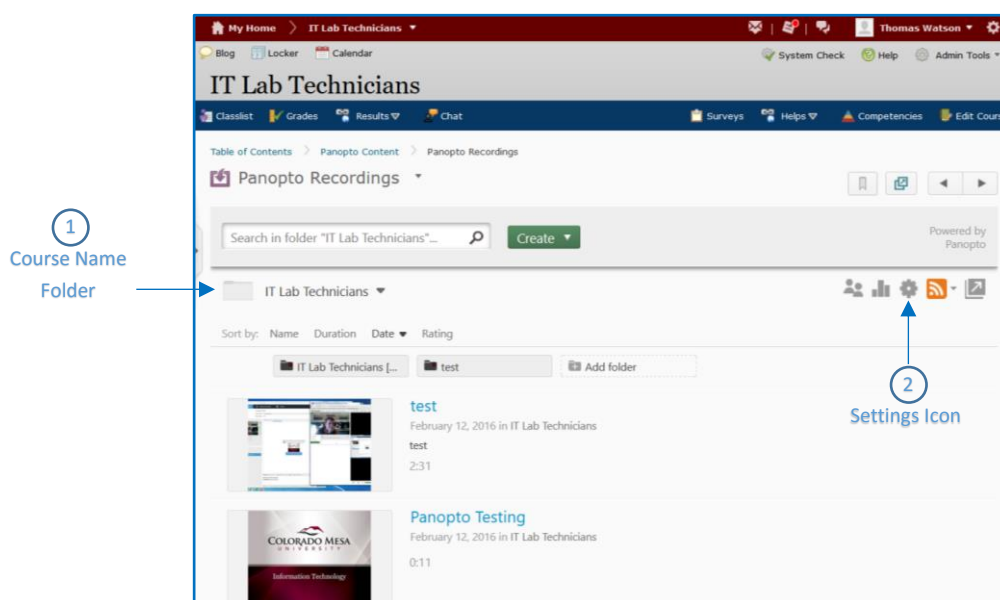 My Home IT Lab Technicians Thomas Watson
Blog Locker Calendar System Check Help Admin Tools
IT Lab Technicians
Classlist Grades Results Chat Surveys Helps Competencies Edit Cours
Table of Contents Panopto Content Panopto Recordings
Panopto Recordings
Search in folder "IT Lab Technicians"... Create Powered by
Panopto
1
Course Name
Folder
IT Lab Technicians
Sort by: Name Duration Date Rating
IT Lab Technicians [... test Add folder
2
Settings Icon
test
February 12, 2016 in IT Lab Technicians
test
2:31
Panopto Testing
February 12, 2016 in IT Lab Technicians
0:11
COLORADO MESA
UNIVERSITY
Information Technology